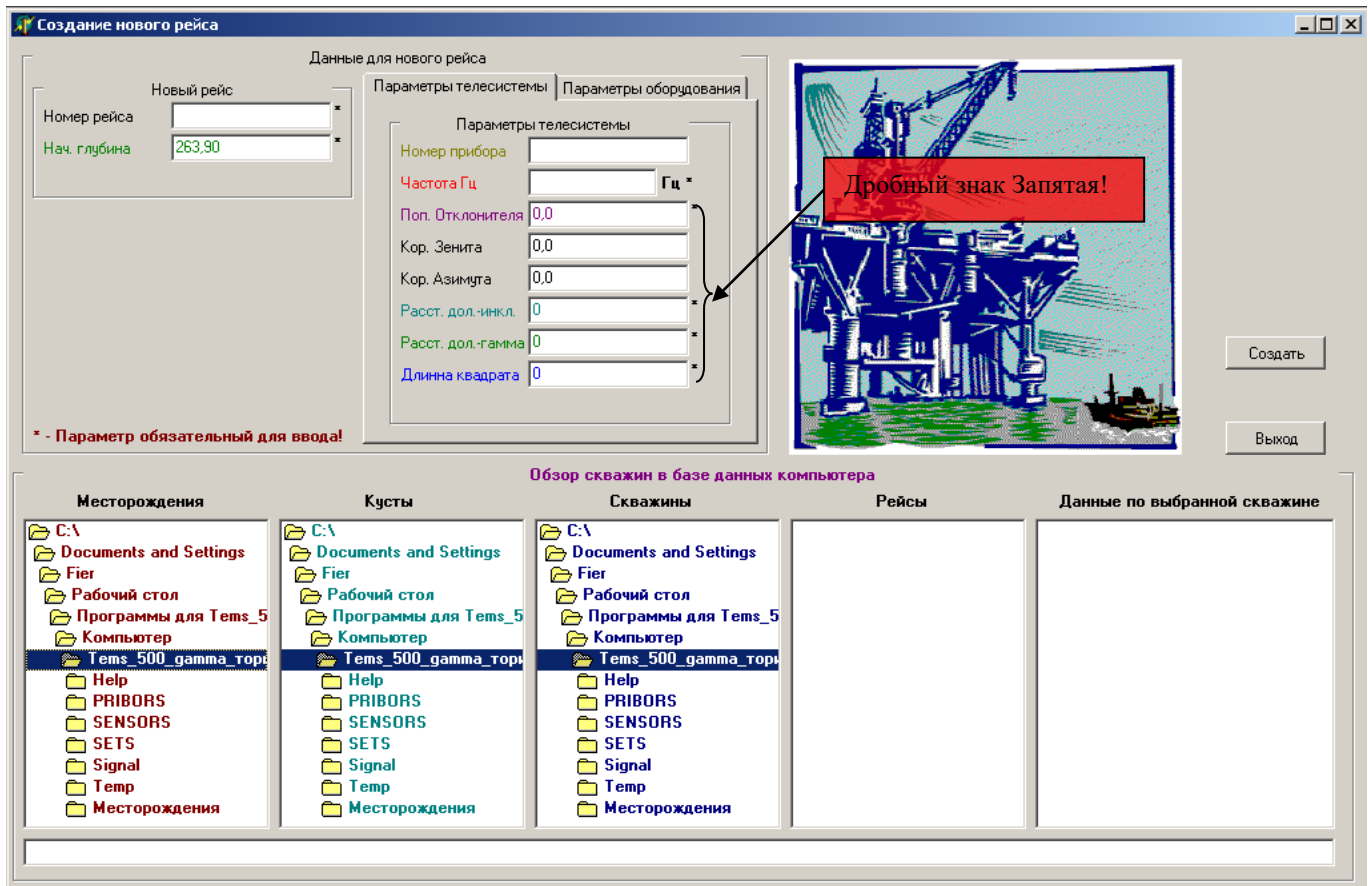 Создание нового рейса
Данные для нового рейса
Новый рейс
Номер рейса *
Нач. глубина 263,90 *
Параметры телесистемы Параметры оборудования
Параметры телесистемы
Номер прибора
Частота Гц Гц *
Поп. Отклонителя 0,0 *
Кор. Зенита 0,0
Кор. Азимута 0,0
Расст. дол.-инкл. 0 *
Расст. дол.-гамма 0 *
Длинна квадрата 0 *
* - Параметр обязательный для ввода!
Дробный знак Запятая!
Создать
Выход
Обзор скважин в базе данных компьютера
Месторождения
C:\
Documents and Settings
Fier
Рабочий стол
Программы для Tems_5
Компьютер
Tems_500_gamma_тори
Help
PRIBORS
SENSORS
SETS
Signal
Temp
Месторождения
Кусты
C:\
Documents and Settings
Fier
Рабочий стол
Программы для Tems_5
Компьютер
Tems_500_gamma_тори
Help
PRIBORS
SENSORS
SETS
Signal
Temp
Месторождения
Скважины
C:\
Documents and Settings
Fier
Рабочий стол
Программы для Tems_5
Компьютер
Tems_500_gamma_тори
Help
PRIBORS
SENSORS
SETS
Signal
Temp
Месторождения
Рейсы
Данные по выбранной скважине